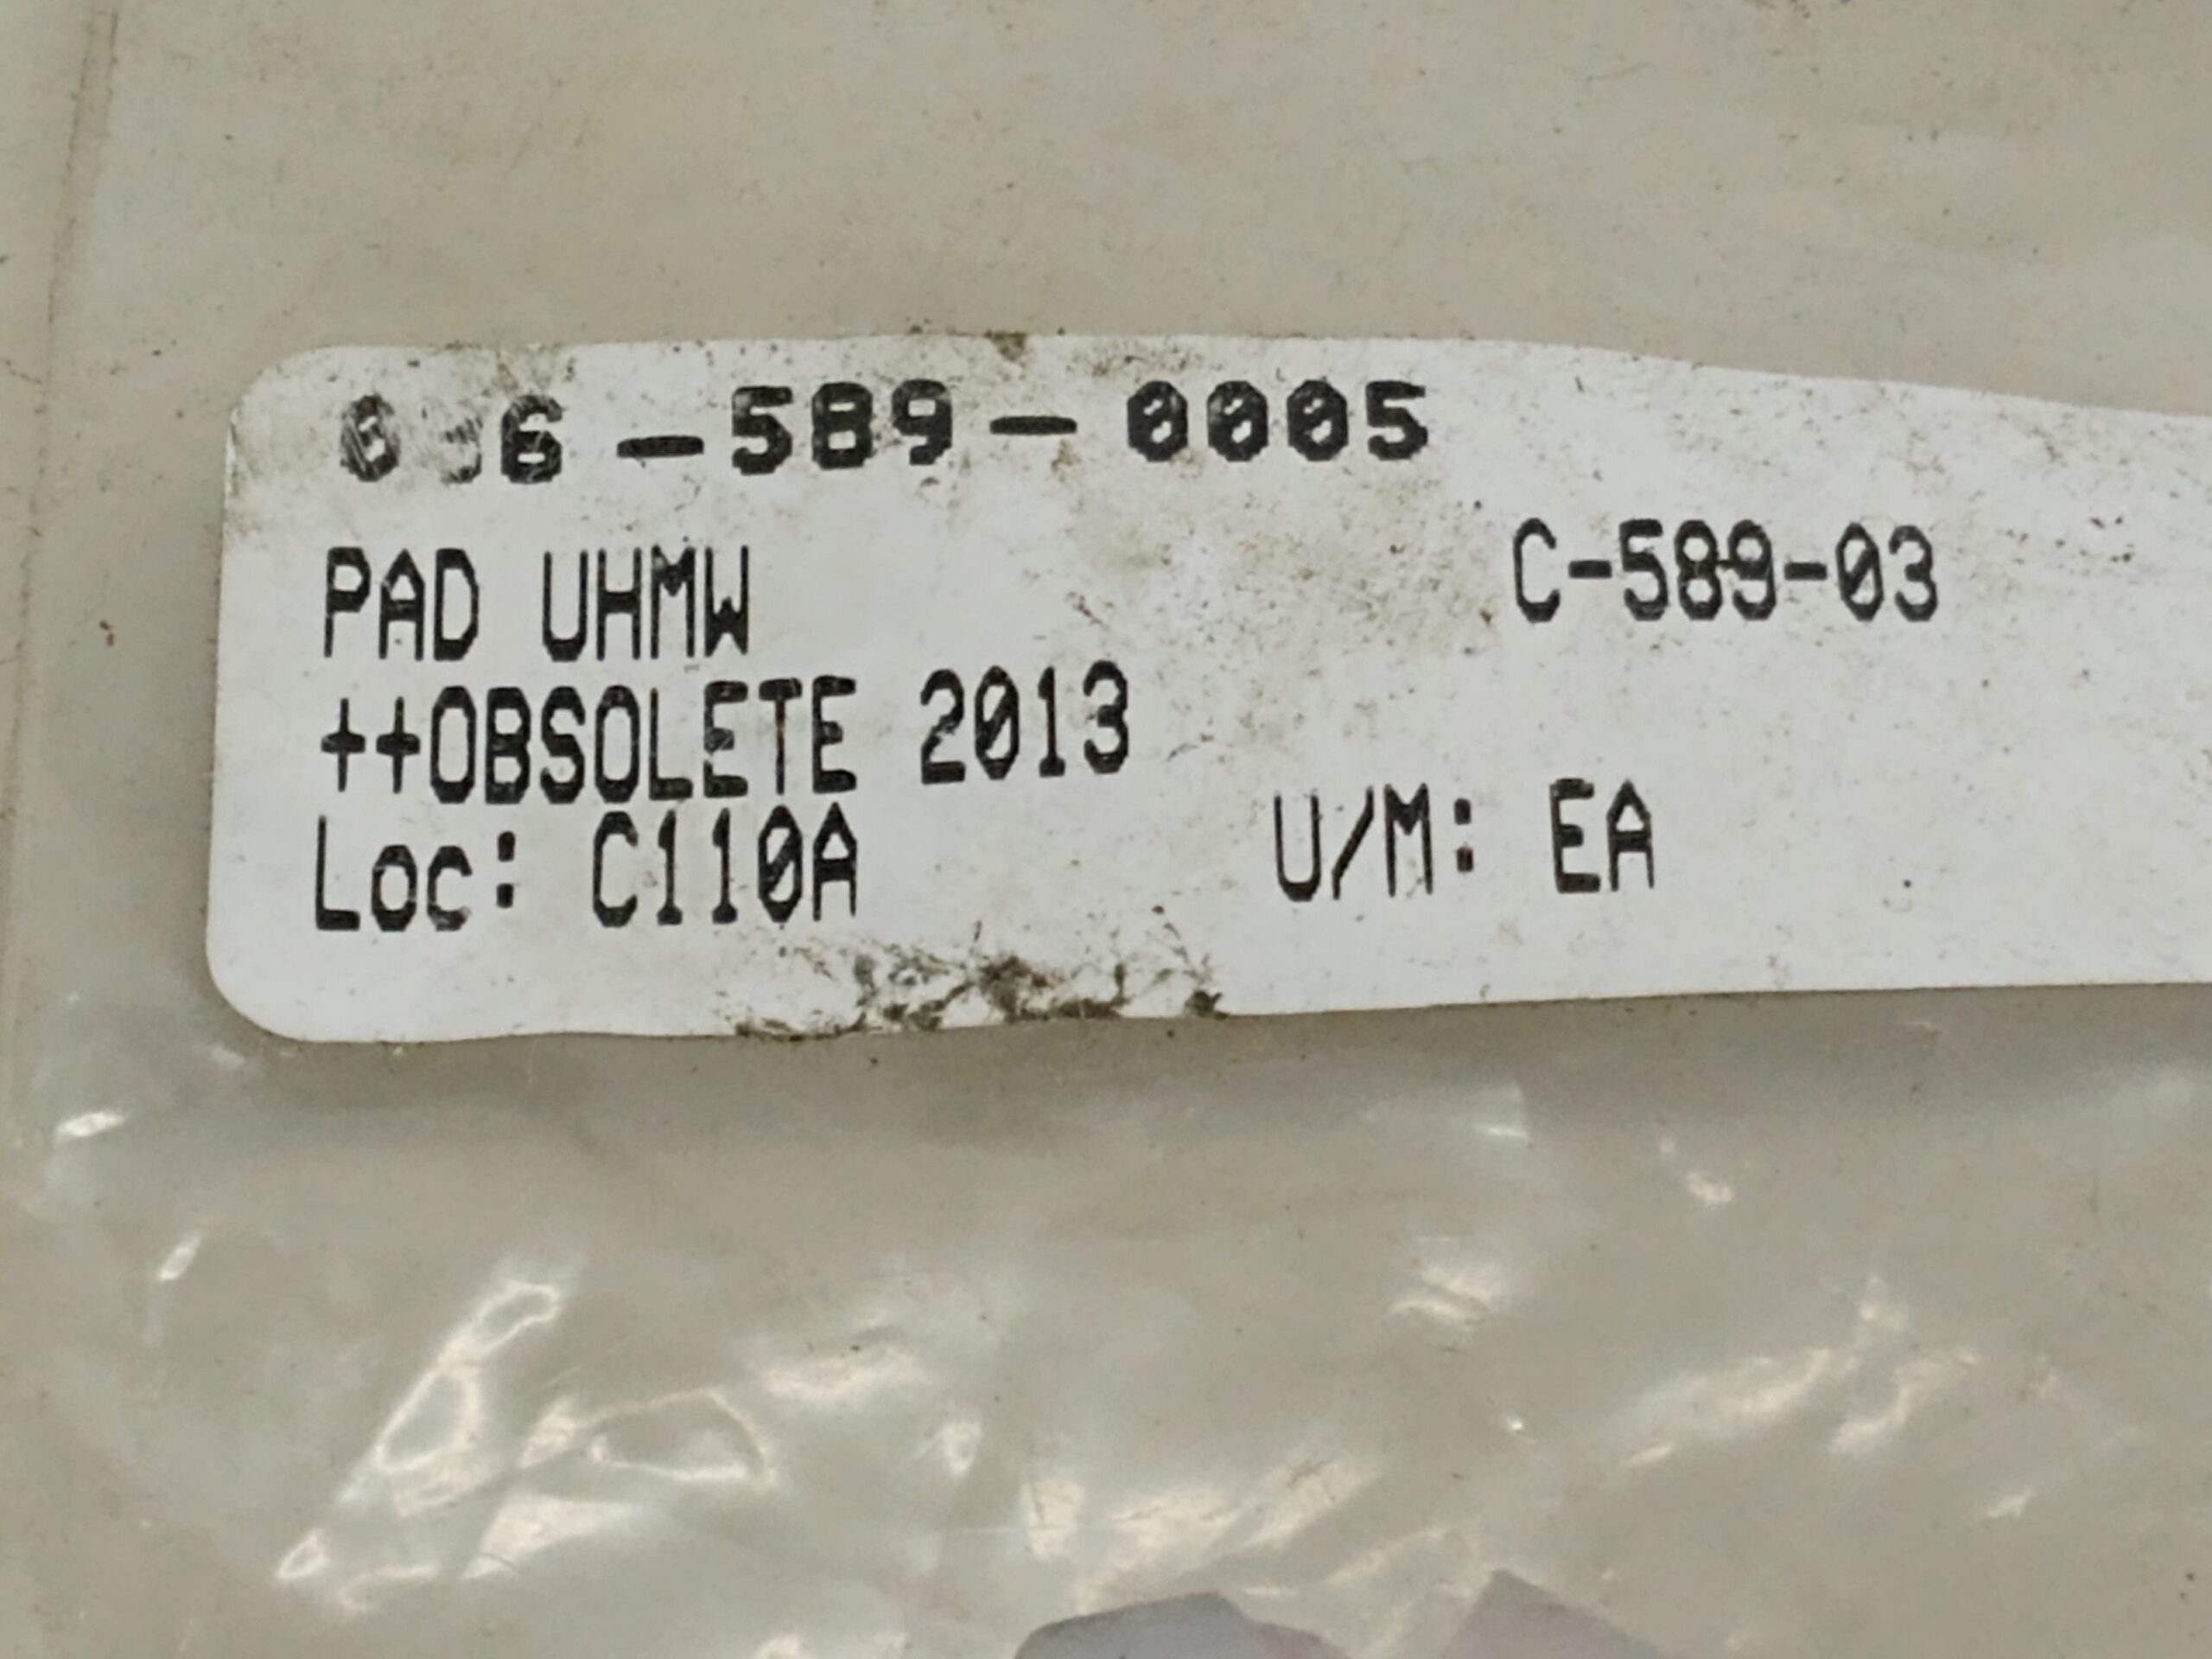 -589-0005
PAD UHMW C-589-03
++OBSOLETE 2013
Loc: C110A U/M: EA